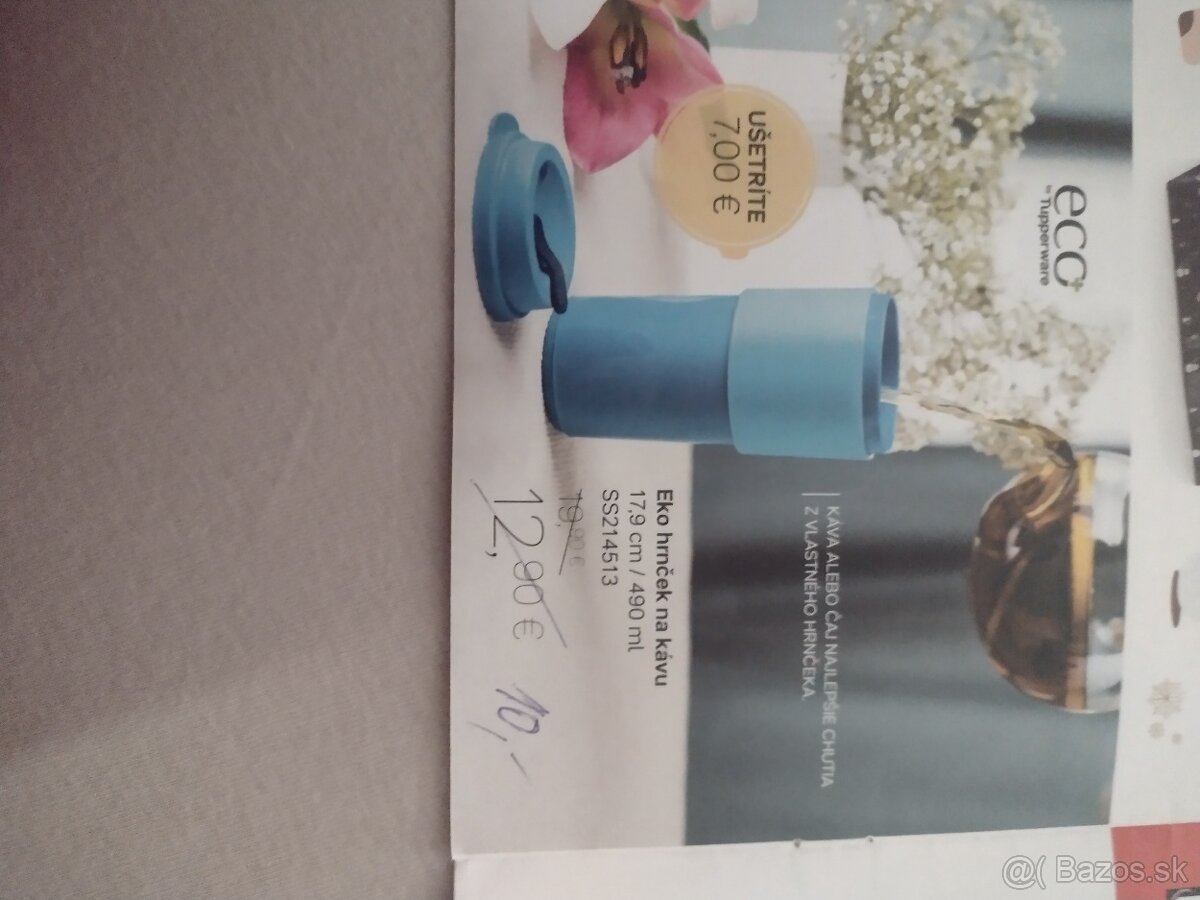 eco+
by Tupperware
UŠETRÍTE
7,00 €
KÁVA ALEBO ČAJ NAJLEPŠIE CHUTIA
Z VLASTNÉHO HRNČEKA.
Eko hrnček na kávu
17,9 cm / 490 ml
SS214513
19,90 €
12,90 € 10,-
@( Bazos.sk